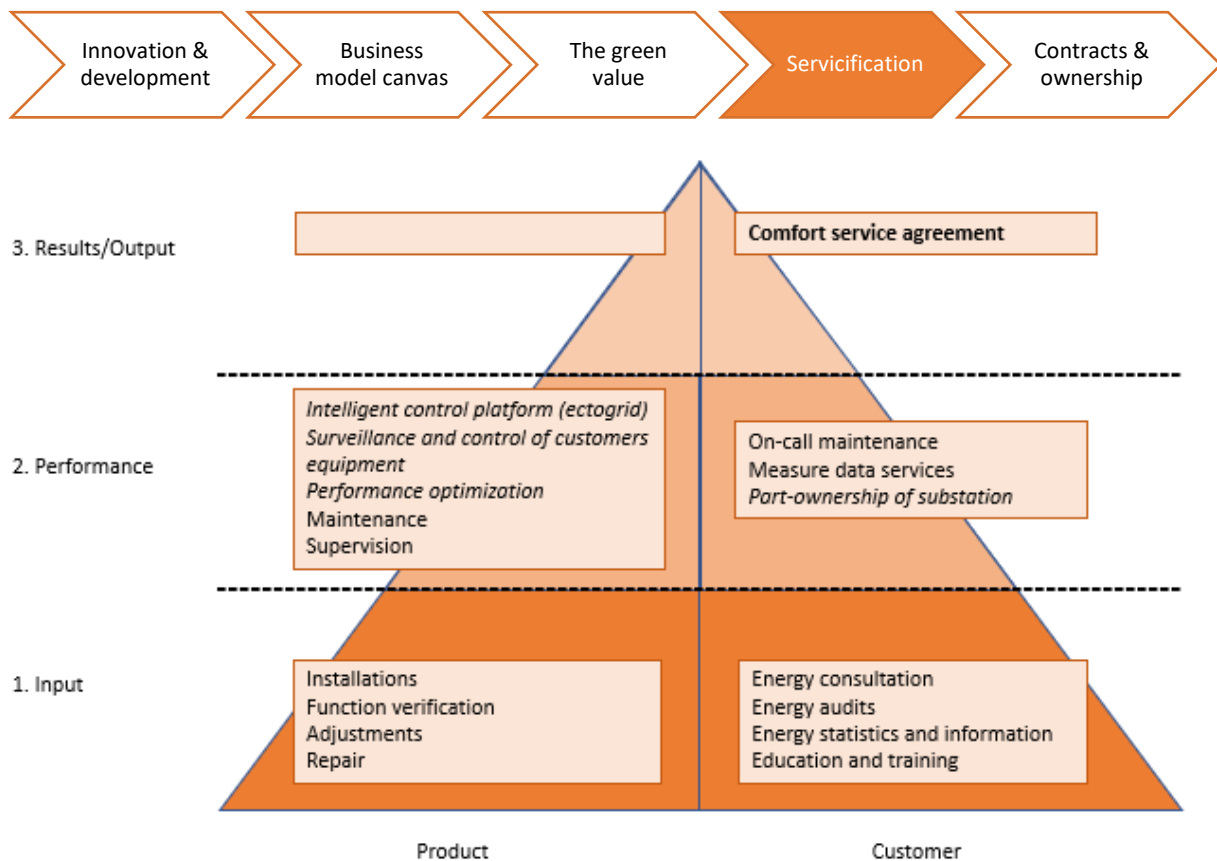 Innovation &
development
Business
model canvas
The green
value
Servicification
Contracts &
ownership
3. Results/Output
Comfort service agreement
2. Performance
Intelligent control platform (ectogrid)
Surveillance and control of customers
equipment
Performance optimization
Maintenance
Supervision
On-call maintenance
Measure data services
Part-ownership of substation
1. Input
Installations
Function verification
Adjustments
Repair
Energy consultation
Energy audits
Energy statistics and information
Education and training
Product
Customer